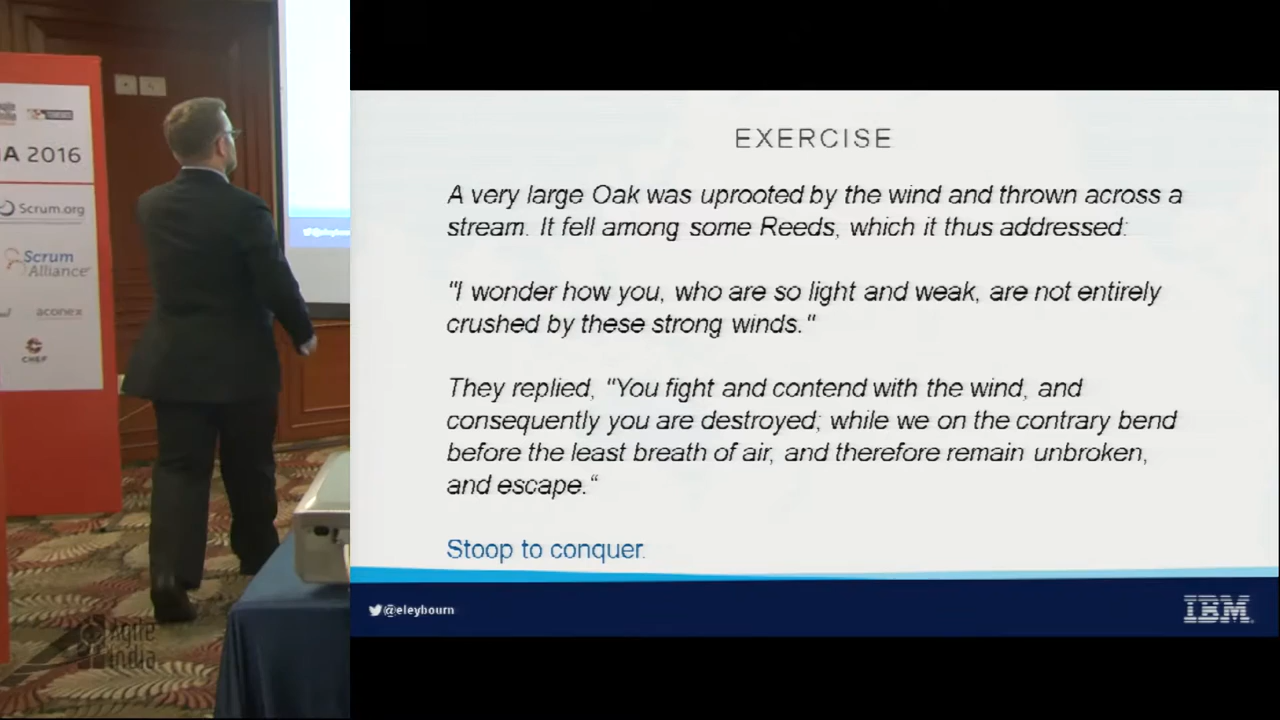 A 2016
Scrum.org
Scrum
Alliance
aconex
CHEF
@eleybourn
Agile
India
EXERCISE
A very large Oak was uprooted by the wind and thrown across a
stream. It fell among some Reeds, which it thus addressed:
"I wonder how you, who are so light and weak, are not entirely
crushed by these strong winds."
They replied, "You fight and contend with the wind, and
consequently you are destroyed; while we on the contrary bend
before the least breath of air, and therefore remain unbroken,
and escape.“
Stoop to conquer.
@eleybourn
IBM